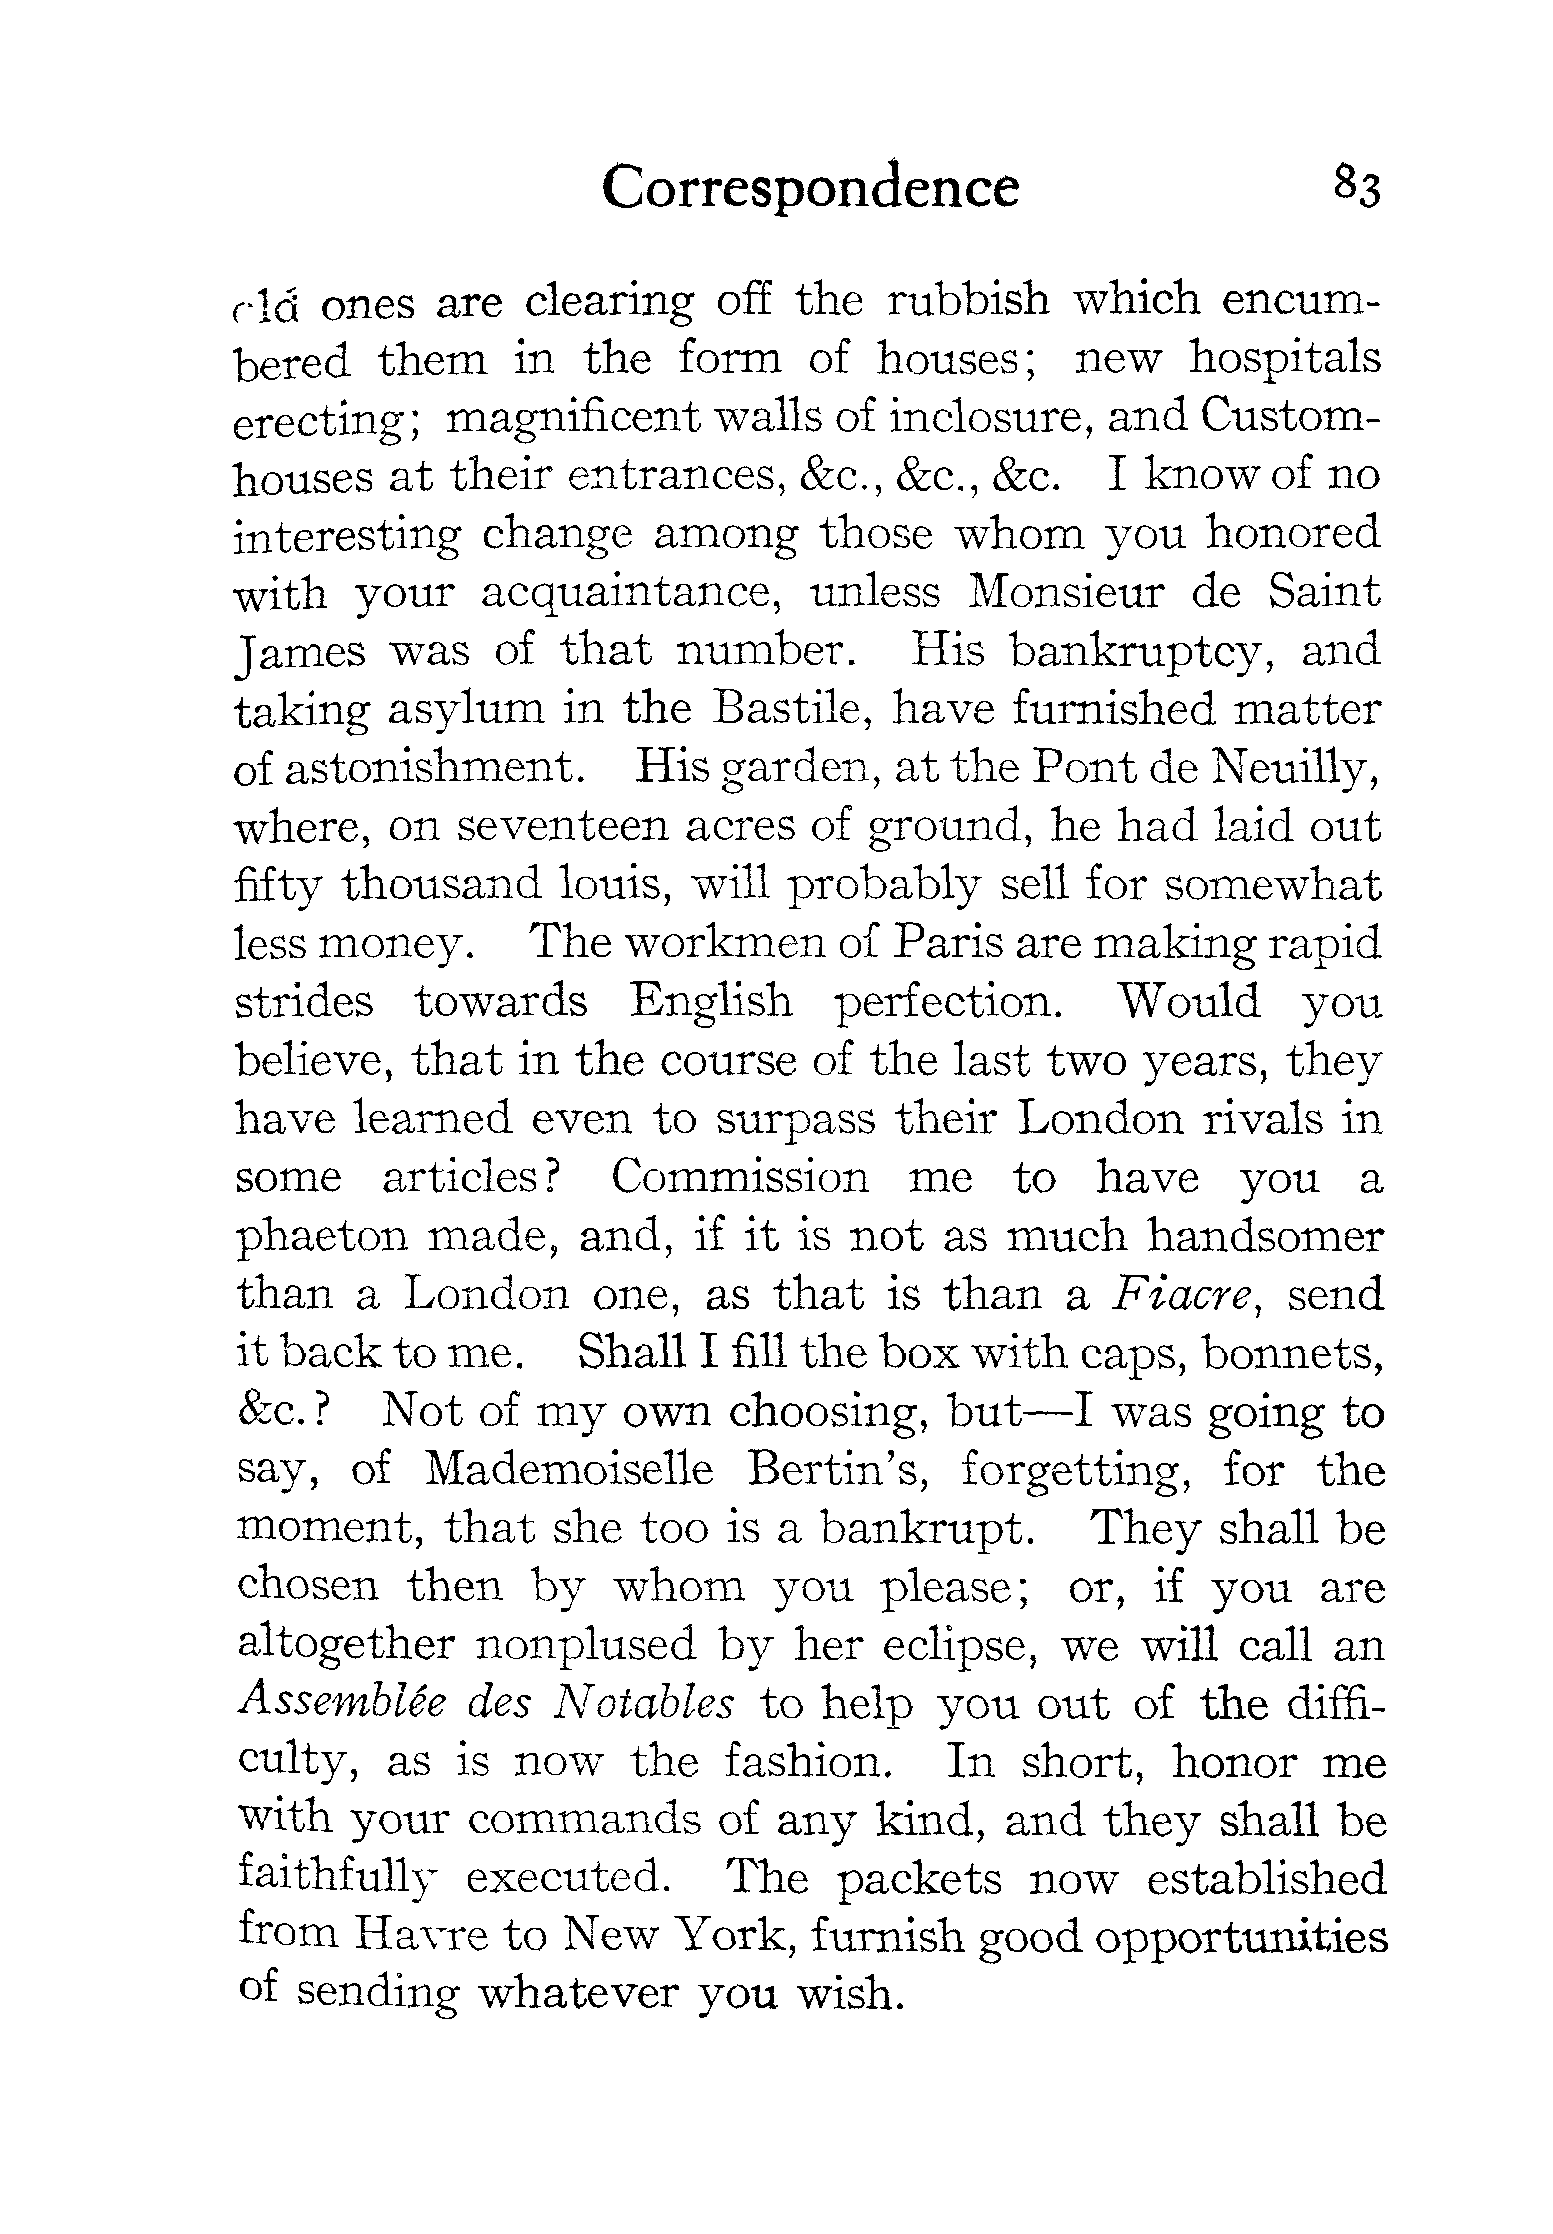 Correspondence 83
old ones are clearing off the rubbish which encum-
bered them in the form of houses; new hospitals
erecting; magnificent walls of inclosure, and Custom-
houses at their entrances, &c., &c., &c. I know of no
interesting change among those whom you honored
with your acquaintance, unless Monsieur de Saint
James was of that number. His bankruptcy, and
taking asylum in the Bastile, have furnished matter
of astonishment. His garden, at the Pont de Neuilly,
where, on seventeen acres of ground, he had laid out
fifty thousand louis, will probably sell for somewhat
less money. The workmen of Paris are making rapid
strides towards English perfection. Would you
believe, that in the course of the last two years, they
have learned even to surpass their London rivals in
some articles? Commission me to have you a
phaeton made, and, if it is not as much handsomer
than a London one, as that is than a Fiacre, send
it back to me. Shall I fill the box with caps, bonnets,
&c.? Not of my own choosing, but—I was going to
say, of Mademoiselle Bertin's, forgetting, for the
moment, that she too is a bankrupt. They shall be
chosen then by whom you please; or, if you are
altogether nonplused by her eclipse, we will call an
Assemblée des Notables to help you out of the diffi-
culty, as is now the fashion. In short, honor me
with your commands of any kind, and they shall be
faithfully executed. The packets now established
from Havre to New York, furnish good opportunities
of sending whatever you wish.